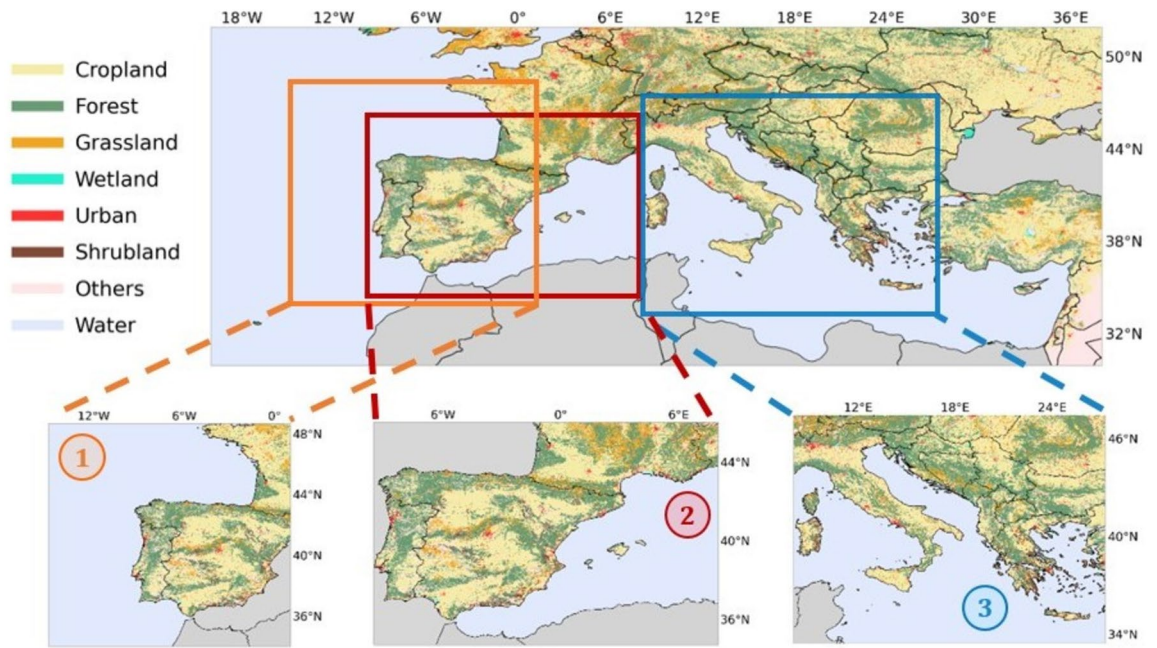 18°W 12°W 6°W 0° 6°E 12°E 18°E 24°E 30°E 36°E
50°N
44°N
38°N
32°N
Cropland
Forest
Grassland
Wetland
Urban
Shrubland
Others
Water
12°W 6°W 0°
48°N
44°N
40°N
36°N
1
6°W 0° 6°E
44°N
40°N
36°N
2
12°E 18°E 24°E
46°N
40°N
34°N
3